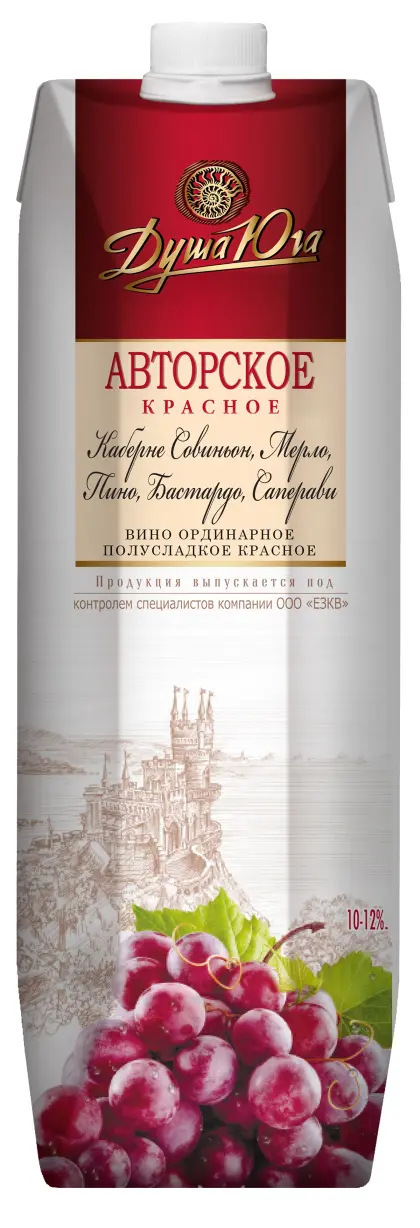 Душа Юга
АВТОРСКОЕ
КРАСНОЕ
Каберне Совиньон, Мерло,
Пино, Бастардо, Саперави
ВИНО ОРДИНАРНОЕ
ПОЛУСЛАДКОЕ КРАСНОЕ
Продукция выпускается под
контролем специалистов компании ООО «ЕЗКВ»
10-12%